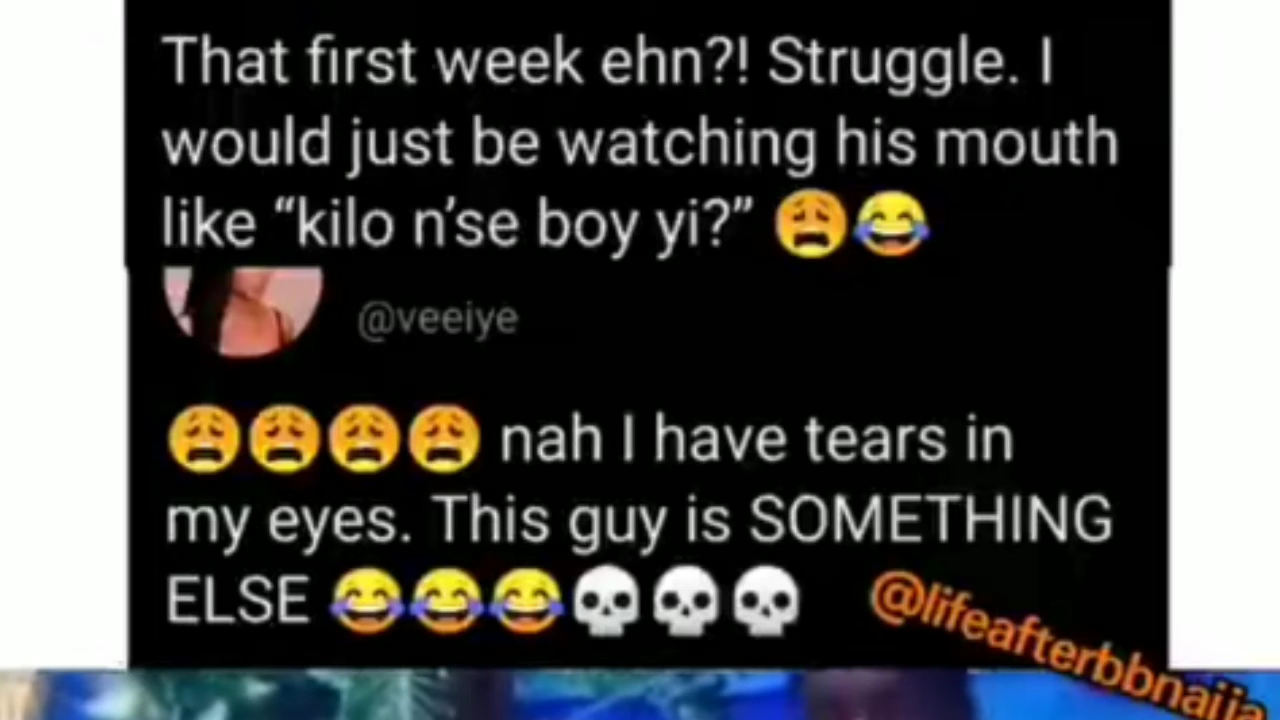 That first week ehn?! Struggle. I
would just be watching his mouth
like “kilo n’se boy yi?” 😩😂
@veeiye
😩😩😩😩 nah I have tears in
my eyes. This guy is SOMETHING
ELSE 😂😂😂💀💀💀
@lifeafterbbnaija